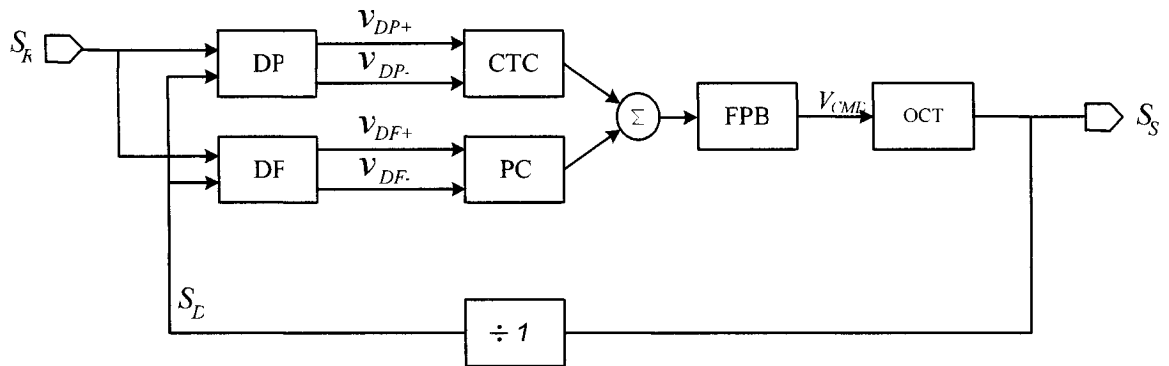 S_R
V_DP+
DP
V_DP-
CTC
Σ
FPB
V_CME
OCT
S_S
V_DF+
DF
V_DF-
PC
S_D
÷ 1